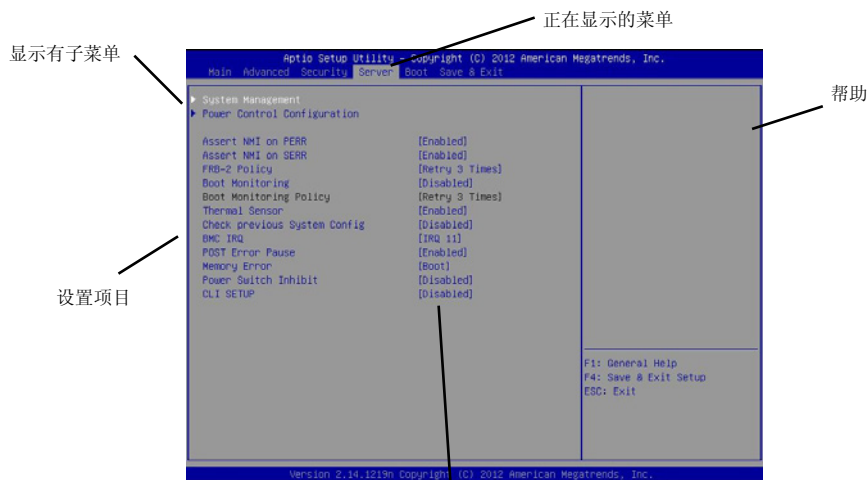 正在显示的菜单
显示有子菜单
Aptio Setup Utility – Copyright (C) 2012 American Megatrends, Inc.
Main Advanced Security Server Boot Save & Exit
帮助
System Management
Power Control Configuration
Assert NMI on PERR [Enabled]
Assert NMI on SERR [Enabled]
FRB-2 Policy [Retry 3 Times]
Boot Monitoring [Disabled]
Boot Monitoring Policy [Retry 3 Times]
Thermal Sensor [Enabled]
Check previous System Config [Disabled]
BMC IRQ [IRQ 11]
POST Error Pause [Enabled]
Memory Error [Boot]
Power Switch Inhibit [Disabled]
CLI SETUP [Disabled]
设置项目
F1: General Help
F4: Save & Exit Setup
ESC: Exit
Version 2.14.1219n Copyright (C) 2012 American Megatrends, Inc.